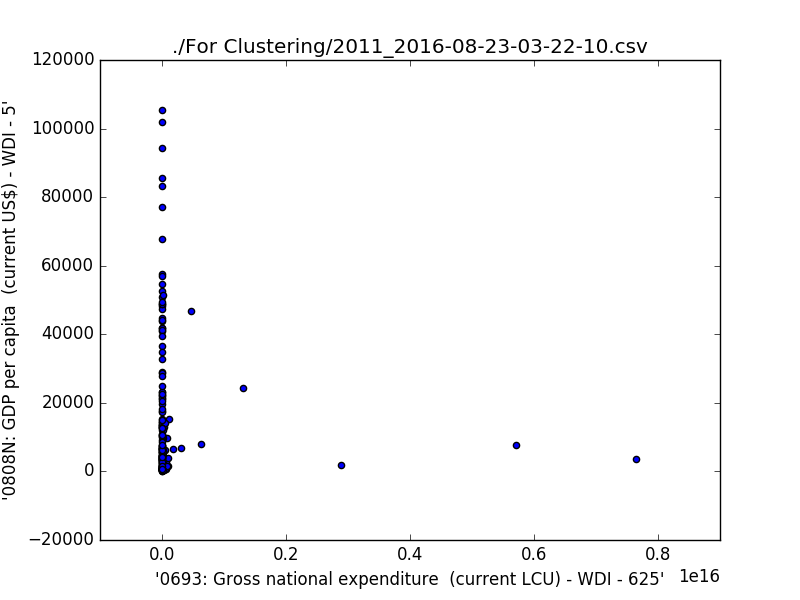 ./For Clustering/2011_2016-08-23-03-22-10.csv
120000
100000
80000
60000
40000
20000
0
−20000
'0808N: GDP per capita  (current US$) - WDI - 5'
0.0 0.2 0.4 0.6 0.8
1e16
'0693: Gross national expenditure  (current LCU) - WDI - 625'